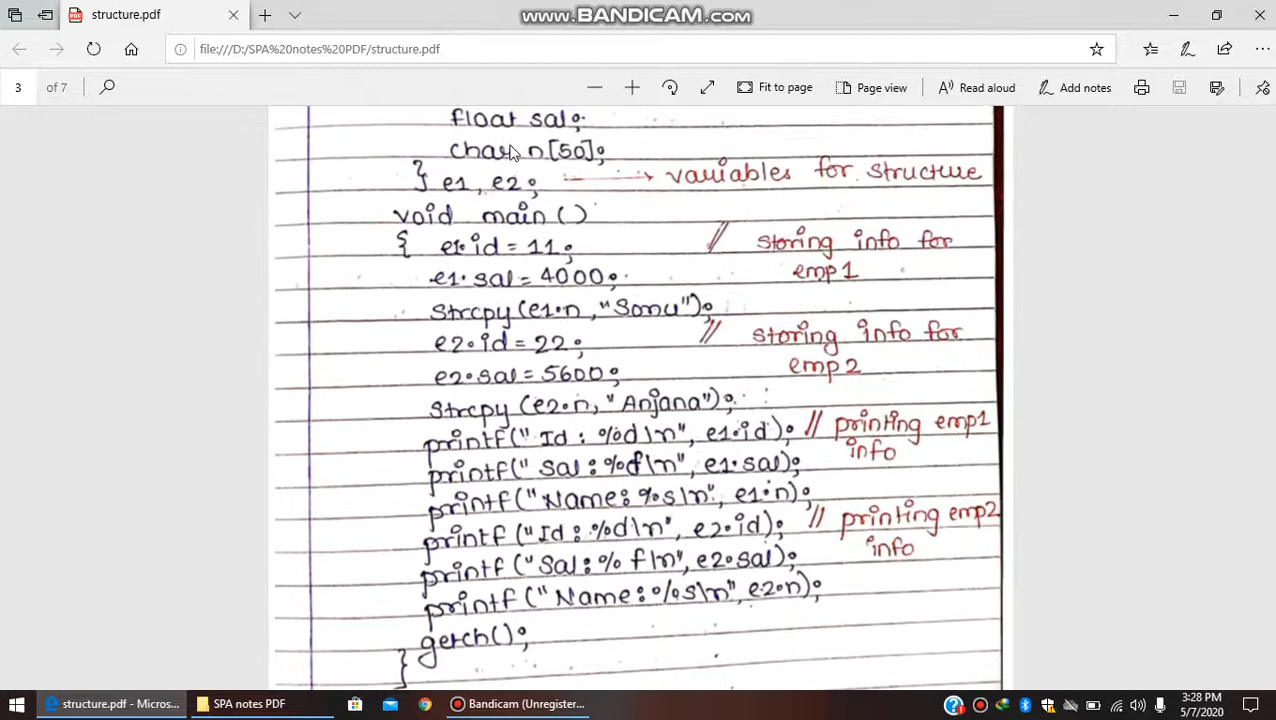 structure.pdf
www.BANDICAM.com
file:///D:/SPA%20notes%20PDF/structure.pdf
3 of 7
Fit to page
Page view
Read aloud
Add notes
float sal;
char n[50];
} e1, e2; → variables for structure
void main ()
{ e1.id = 11; // storing info for
emp1
e1.sal = 4000;
Strcpy (e1.n, "Sonu");
e2.id = 22; // storing info for
emp2
e2.sal = 5600;
Strcpy (e2.n, "Anjana");
printf(" Id : %d\n", e1.id); // printing emp1
info
printf(" Sal : %f\n", e1.sal);
printf("Name: %s\n", e1.n);
printf ("Id : %d\n", e2.id); // printing emp2
info
printf ("Sal : % f\n", e2.sal);
printf (" Name : %s\n", e2.n);
getch();
}
structure.pdf - Micros...
SPA notes PDF
Bandicam (Unregister...
3:28 PM
5/7/2020